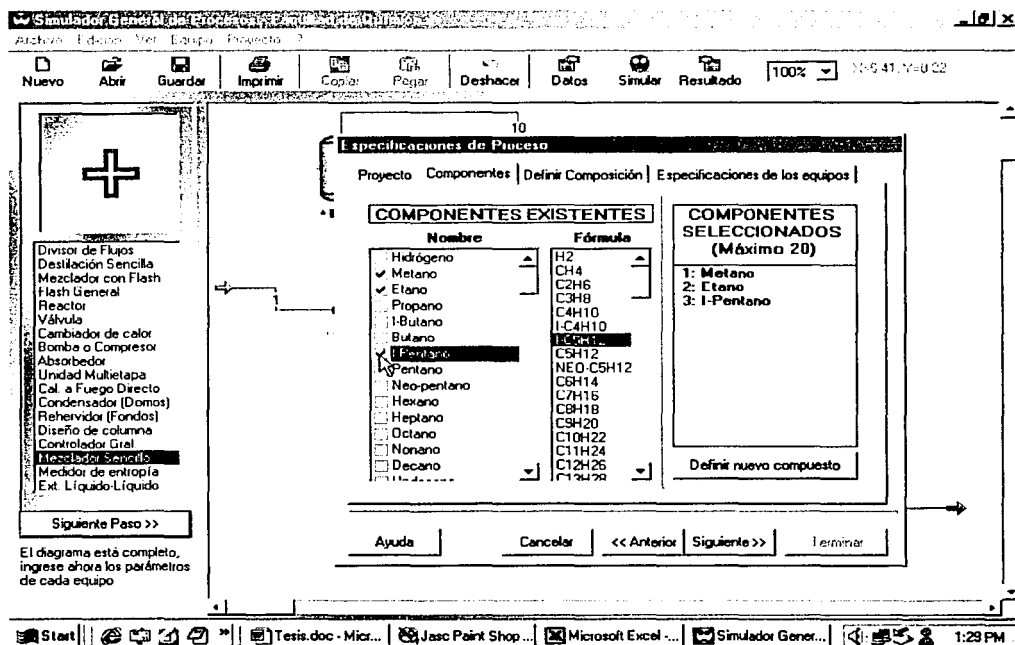 Simulador General de Procesos, Facultad de Química
Archivo Edición Ver Equipo Proyecto ?
Nuevo Abrir Guardar Imprimir Copiar Pegar Deshacer Datos Simular Resultado 100%
10
Especificaciones de Proceso
Proyecto Componentes Definir Composición Especificaciones de los equipos
COMPONENTES EXISTENTES
Nombre Fórmula
Hidrógeno H2
Metano CH4
Etano C2H6
Propano C3H8
I-Butano C4H10
Butano I-C4H10
I-Pentano I-C5H12
Pentano C5H12
Neo-pentano NEO-C5H12
Hexano C6H14
Heptano C7H16
Octano C8H18
Nonano C9H20
Decano C10H22
C11H24
C12H26
C13H28
COMPONENTES
SELECCIONADOS
(Máximo 20)
1: Metano
2: Etano
3: I-Pentano
Definir nuevo compuesto
Ayuda Cancelar << Anterior Siguiente >> Terminar
Divisor de Flujos
Destilación Sencilla
Mezclador con Flash
Flash General
Reactor
Válvula
Cambiador de calor
Bomba o Compresor
Absorbedor
Unidad Multietapa
Cal. a Fuego Directo
Condensador (Domos)
Rehervidor (Fondos)
Diseño de columna
Controlador Gral.
Mezclador Sencillo
Medidor de entropía
Ext. Líquido-Líquido
Siguiente Paso >>
El diagrama está completo,
ingrese ahora los parámetros
de cada equipo
Start Tesis.doc - Micr... Jasc Paint Shop ... Microsoft Excel -... Simulador Gener... 1:29 PM